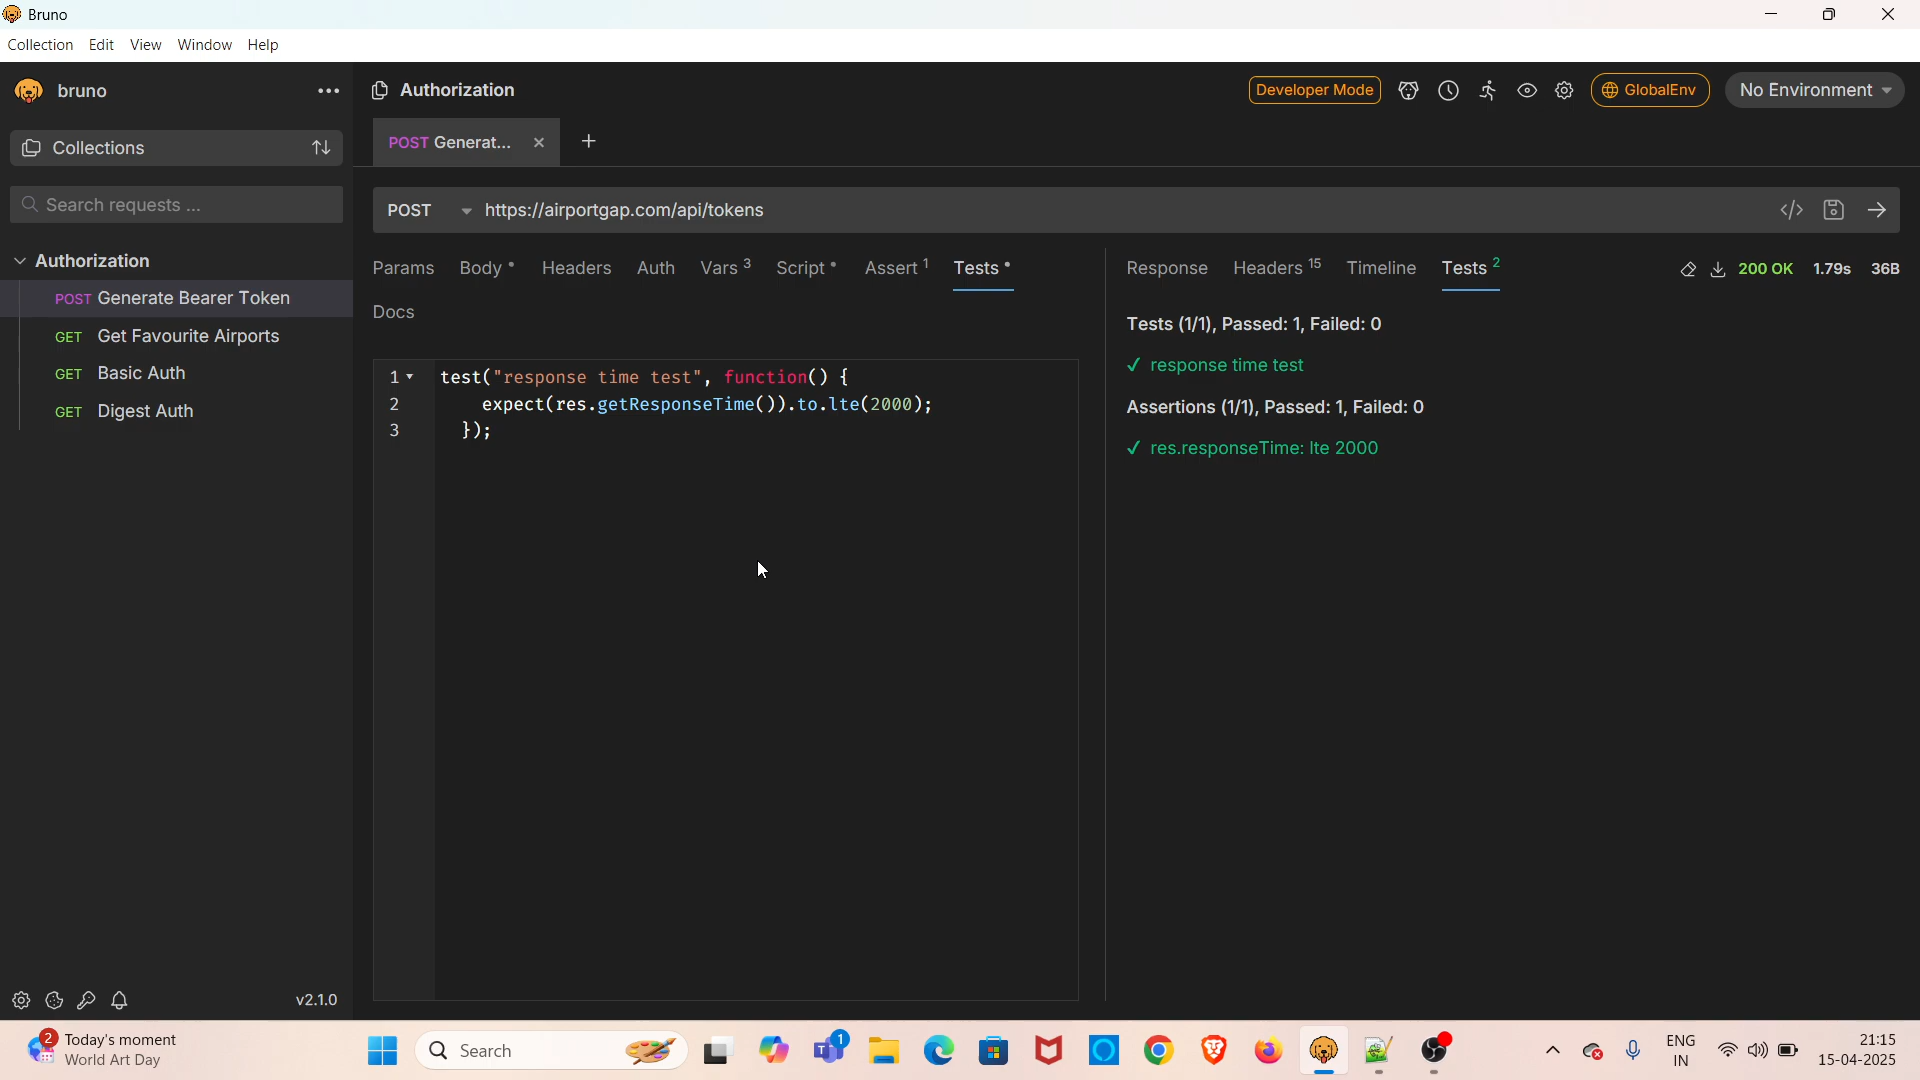 Bruno
Collection Edit View Window Help
bruno
Authorization
Developer Mode
GlobalEnv
No Environment
Collections
POST Generat...
Search requests ...
POST https://airportgap.com/api/tokens
Authorization
POST Generate Bearer Token
GET Get Favourite Airports
GET Basic Auth
GET Digest Auth
Params Body Headers Auth Vars 3 Script Assert 1 Tests
Docs
1 test("response time test", function() {
2 expect(res.getResponseTime()).to.lte(2000);
3 });
Response Headers 15 Timeline Tests 2
200 OK 1.79s 36B
Tests (1/1), Passed: 1, Failed: 0
✓ response time test
Assertions (1/1), Passed: 1, Failed: 0
✓ res.responseTime: lte 2000
v2.1.0
2
Today's moment
World Art Day
Search
1
ENG
IN
21:15
15-04-2025